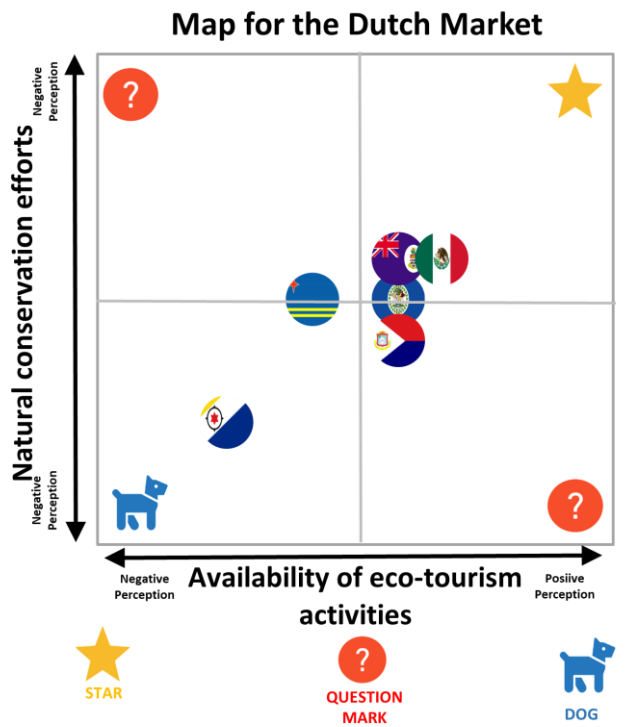 Map for the Dutch Market
Negative
Perception
?
Natural conservation efforts
Negative
Perception
?
Negative
Perception
Availability of eco-tourism
activities
Posiive
Perception
?
STAR
QUESTION
MARK
DOG